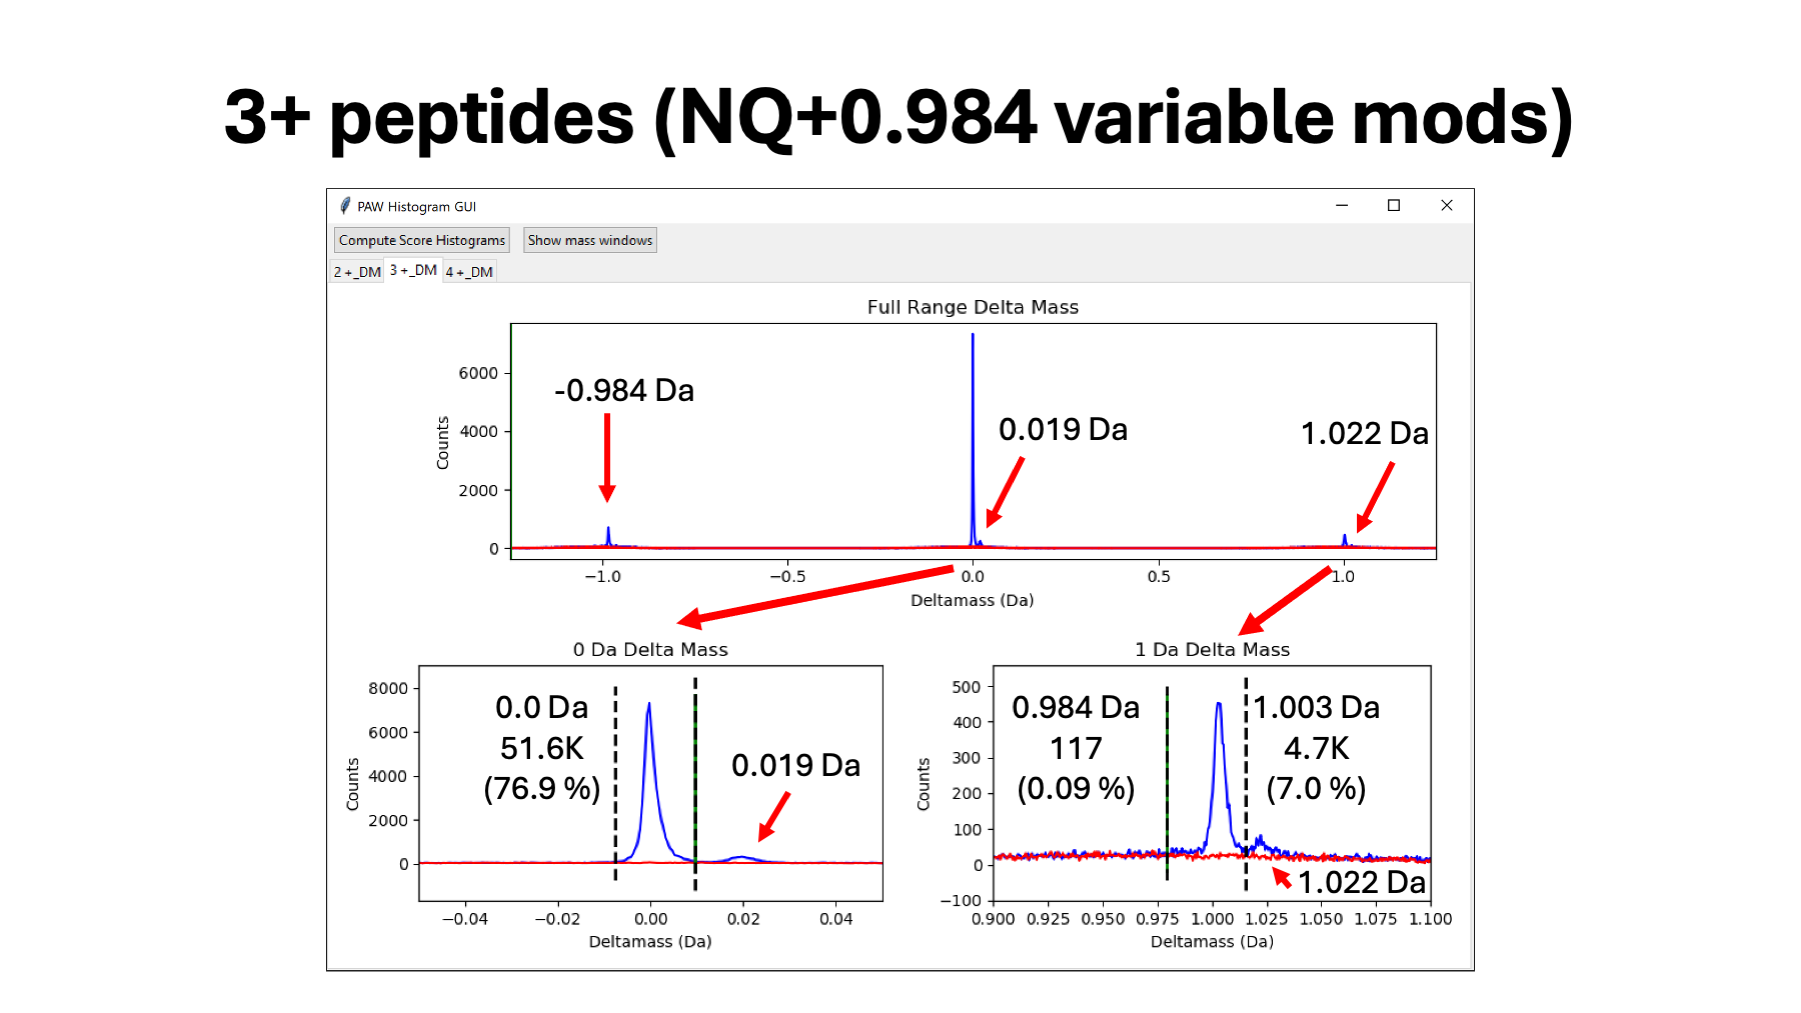 3+ peptides (NQ+0.984 variable mods)
PAW Histogram GUI
Compute Score Histograms
Show mass windows
2 +_DM
3 +_DM
4 +_DM
Full Range Delta Mass
Counts
6000
4000
2000
0
-0.984 Da
0.019 Da
1.022 Da
−1.0
−0.5
0.0
0.5
1.0
Deltamass (Da)
0 Da Delta Mass
Counts
8000
6000
4000
2000
0
0.0 Da
51.6K
(76.9 %)
0.019 Da
−0.04
−0.02
0.00
0.02
0.04
Deltamass (Da)
1 Da Delta Mass
Counts
500
400
300
200
100
0
−100
0.984 Da
117
(0.09 %)
1.003 Da
4.7K
(7.0 %)
1.022 Da
0.900
0.925
0.950
0.975
1.000
1.025
1.050
1.075
1.100
Deltamass (Da)